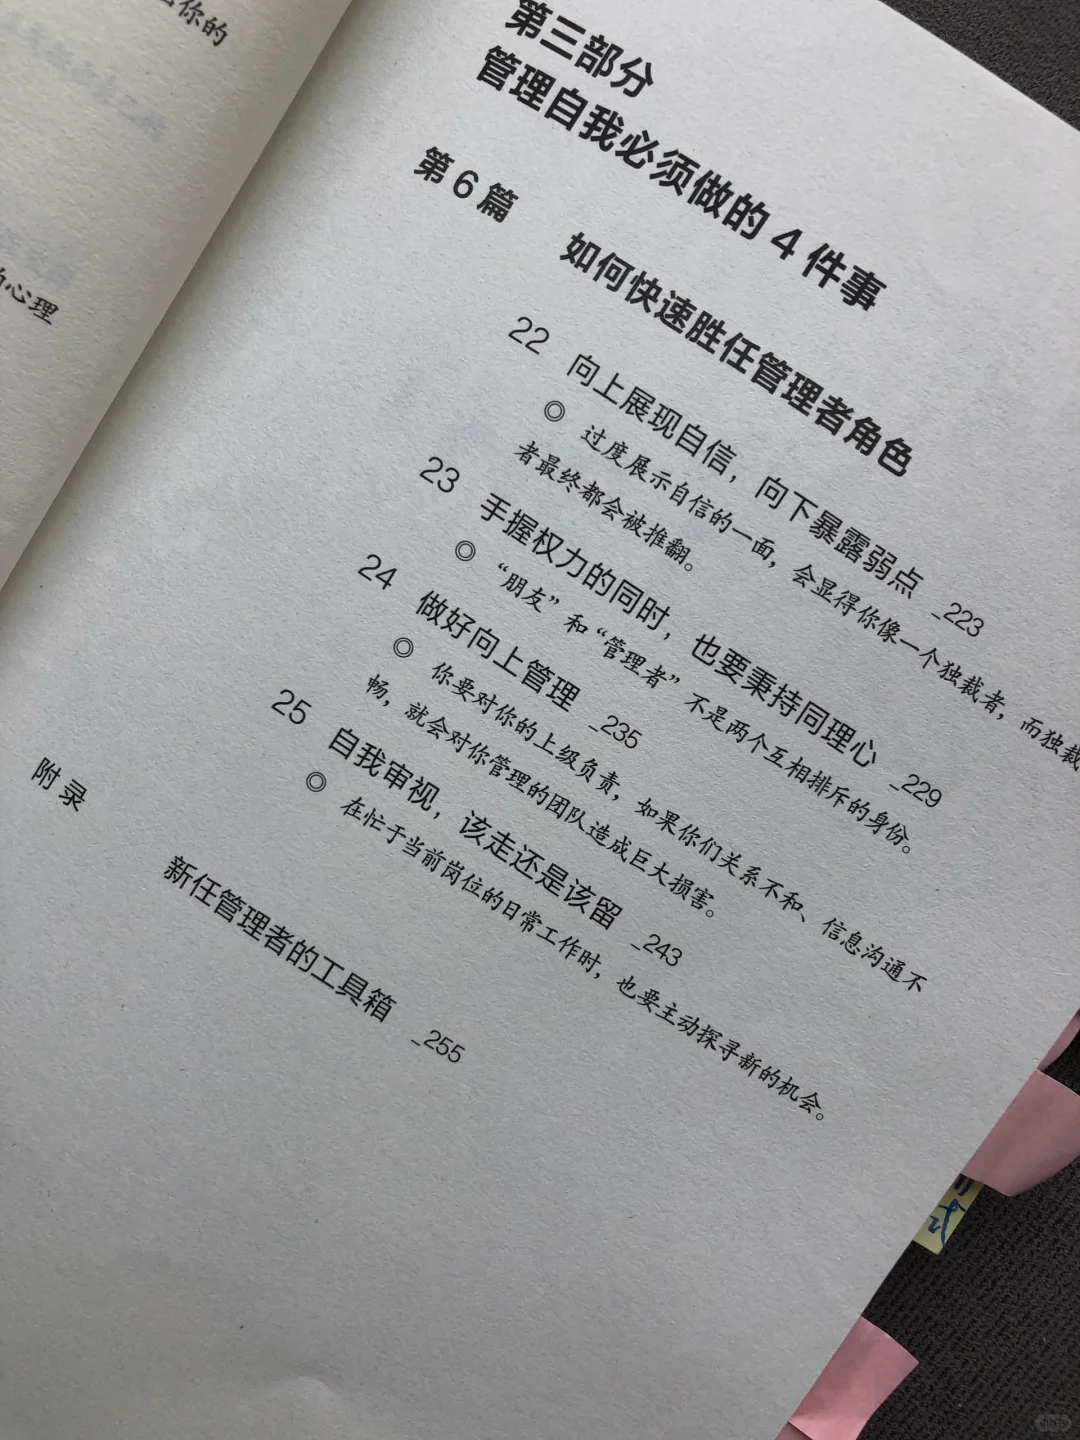 你的
心理
第三部分
管理自我必须做的4件事
第6篇 如何快速胜任管理者角色
22 向上展现自信，向下暴露弱点 _223
◎ 过度展示自信的一面，会显得你像一个独裁者，而独裁
者最终都会被推翻。
23 手握权力的同时，也要秉持同理心 _229
◎ “朋友”和“管理者”不是两个互相排斥的身份。
24 做好向上管理 _235
◎ 你要对你的上级负责，如果你们关系不和、信息沟通不
畅，就会对你管理的团队造成巨大损害。
25 自我审视，该走还是该留 _243
◎ 在忙于当前岗位的日常工作时，也要主动探寻新的机会。
附录 新任管理者的工具箱 _255
式